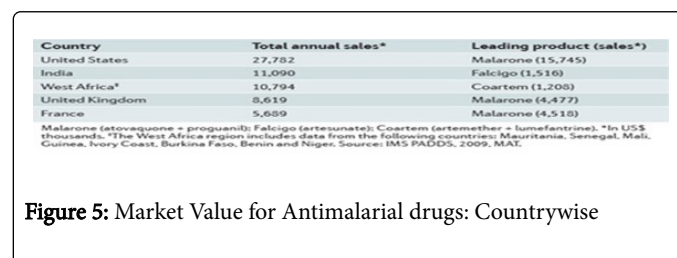 Country Total annual sales* Leading product (sales*)
United States 27,782 Malarone (15,745)
India 11,090 Falcigo (1,516)
West Africa‡ 10,794 Coartem (1,208)
United Kingdom 8,619 Malarone (4,477)
France 5,689 Malarone (4,518)
Malarone (atovaquone + proguanil); Falcigo (artesunate); Coartem (artemether + lumefantrine). *In US$
thousands. ‡The West Africa region includes data from the following countries: Mauritania, Senegal, Mali,
Guinea, Ivory Coast, Burkina Faso, Benin and Niger. Source: IMS PADDS, 2009, MAT.
Figure 5: Market Value for Antimalarial drugs: Countrywise